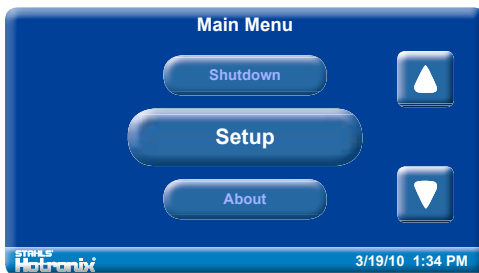 Main Menu
Shutdown
Setup
About
STAHLS'
Hotronix
3/19/10 1:34 PM